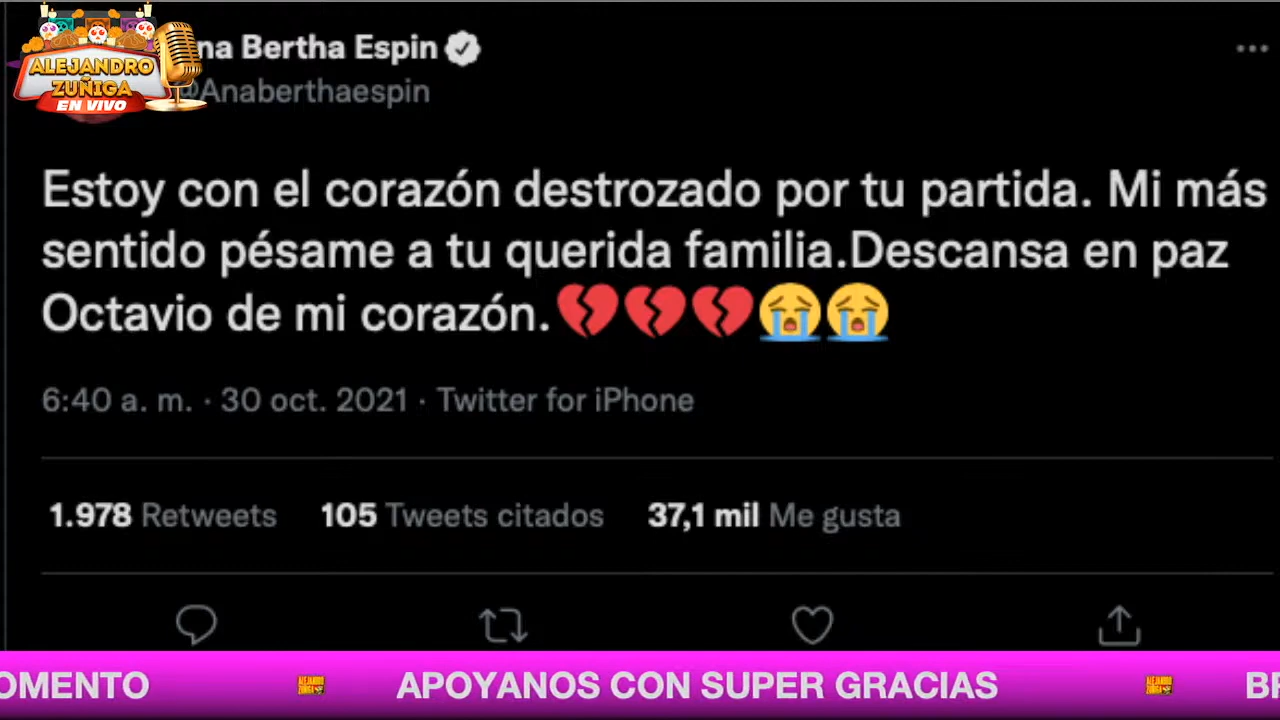 ALEJANDRO
ZUÑIGA
EN VIVO
na Bertha Espin
@Anaberthaespin
Estoy con el corazón destrozado por tu partida. Mi más
sentido pésame a tu querida familia.Descansa en paz
Octavio de mi corazón.💔💔💔😭😭
6:40 a. m. · 30 oct. 2021 · Twitter for iPhone
1.978 Retweets 105 Tweets citados 37,1 mil Me gusta
OMENTO APOYANOS CON SUPER GRACIAS